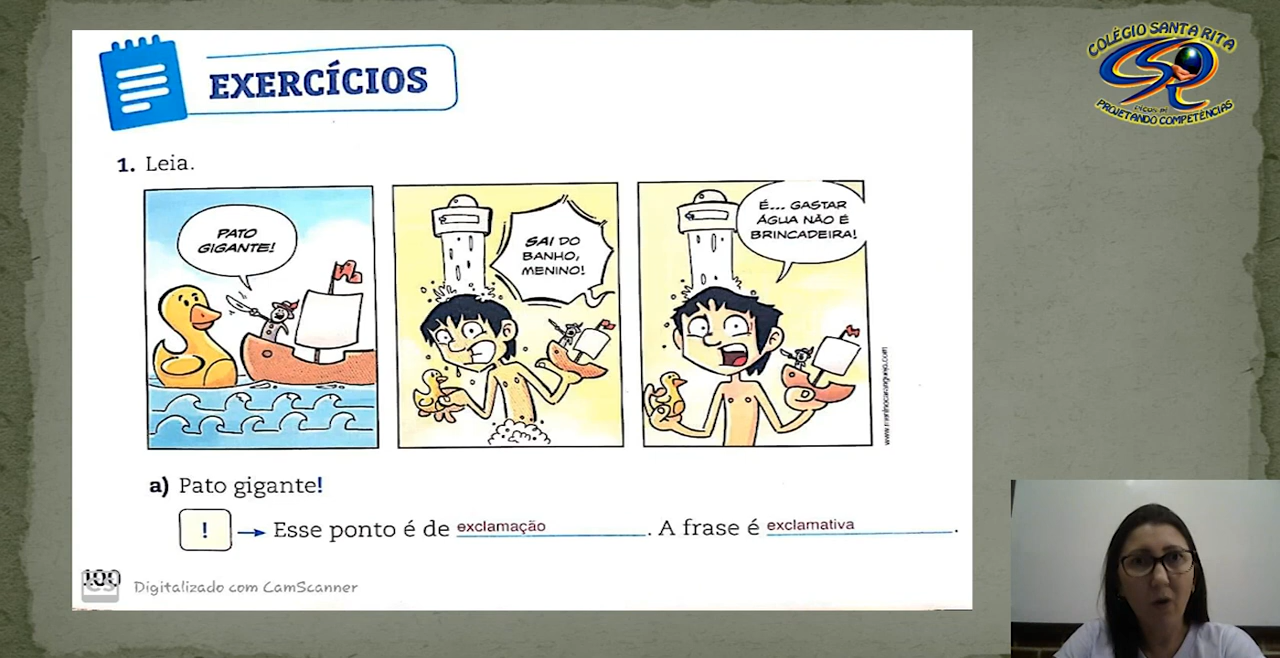 EXERCÍCIOS
COLÉGIO SANTA RITA
PROJETANDO COMPETÊNCIAS
1. Leia.
PATO
GIGANTE!
SAI DO
BANHO,
MENINO!
É... GASTAR
ÁGUA NÃO É
BRINCADEIRA!
a) Pato gigante!
! → Esse ponto é de exclamação. A frase é exclamativa.
Digitalizado com CamScanner